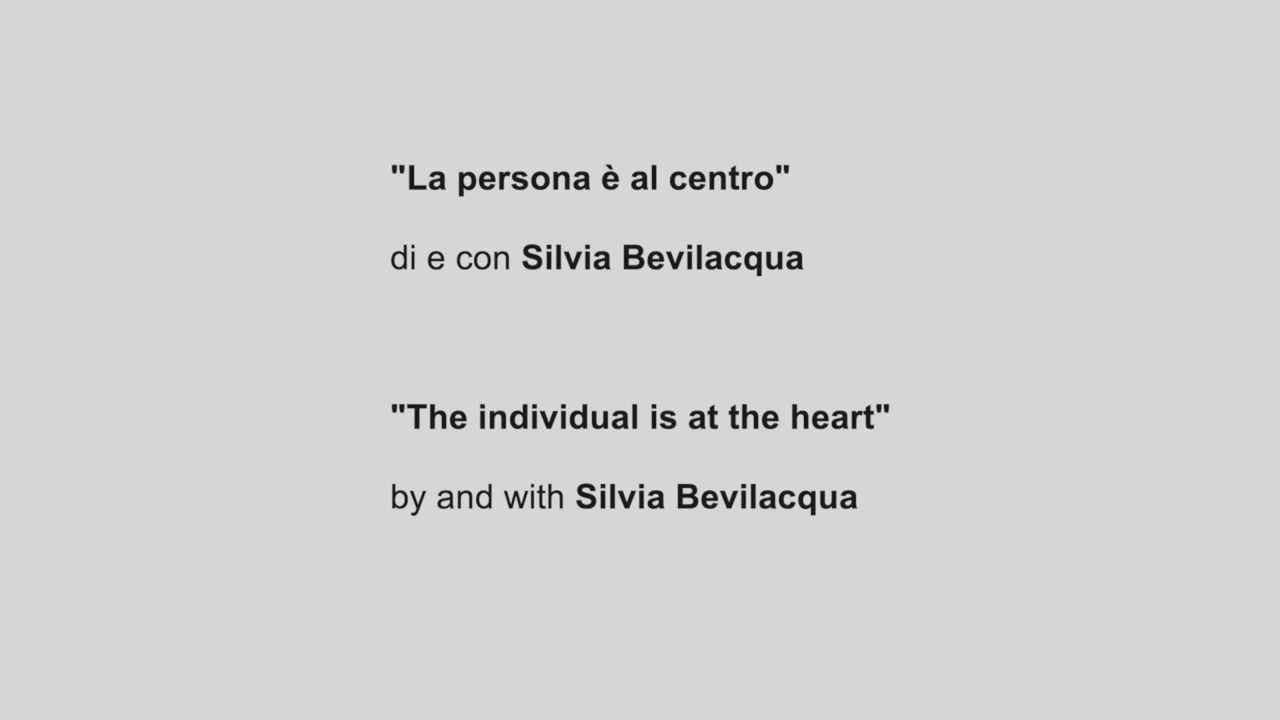 "La persona è al centro"
di e con Silvia Bevilacqua
"The individual is at the heart"
by and with Silvia Bevilacqua